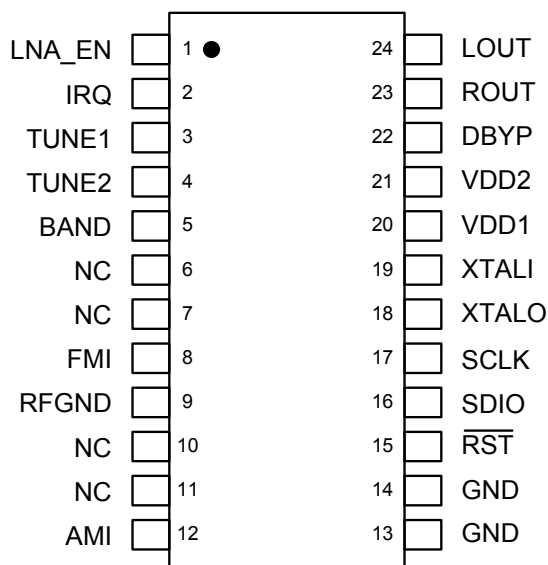 LNA_EN 1 24 LOUT
IRQ 2 23 ROUT
TUNE1 3 22 DBYP
TUNE2 4 21 VDD2
BAND 5 20 VDD1
NC 6 19 XTALI
NC 7 18 XTALO
FMI 8 17 SCLK
RFGND 9 16 SDIO
NC 10 15 R̅S̅T̅
NC 11 14 GND
AMI 12 13 GND